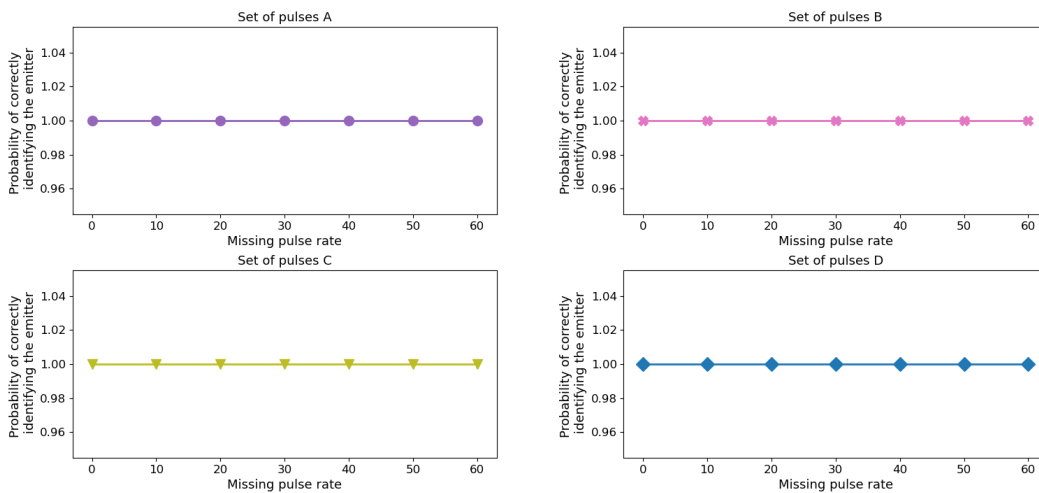 Set of pulses A
Probability of correctly
identifying the emitter
1.04
1.02
1.00
0.98
0.96
0 10 20 30 40 50 60
Missing pulse rate
Set of pulses B
Probability of correctly
identifying the emitter
1.04
1.02
1.00
0.98
0.96
0 10 20 30 40 50 60
Missing pulse rate
Set of pulses C
Probability of correctly
identifying the emitter
1.04
1.02
1.00
0.98
0.96
0 10 20 30 40 50 60
Missing pulse rate
Set of pulses D
Probability of correctly
identifying the emitter
1.04
1.02
1.00
0.98
0.96
0 10 20 30 40 50 60
Missing pulse rate